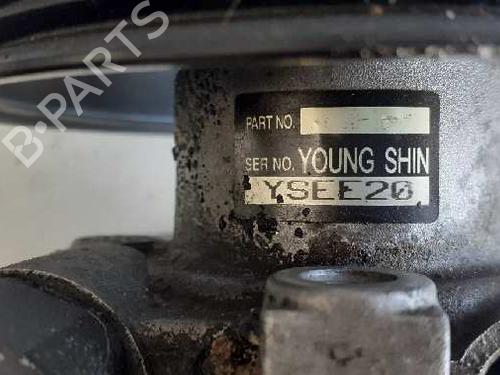 B-PARTS
PART NO.
SER NO. YOUNG SHIN
YSEE20